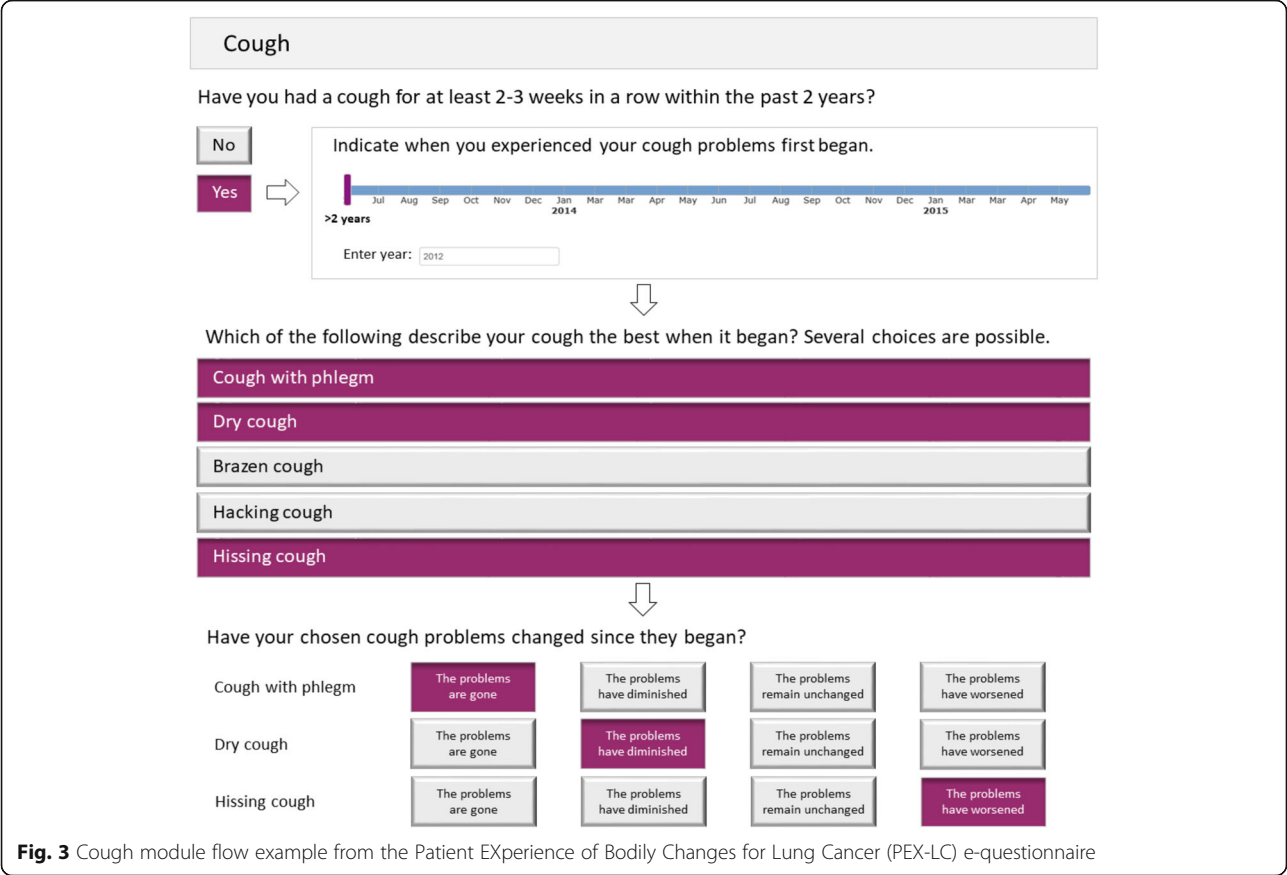 Cough
Have you had a cough for at least 2-3 weeks in a row within the past 2 years?
No
Indicate when you experienced your cough problems first began.
Yes
Jul Aug Sep Oct Nov Dec Jan Mar Mar Apr May Jun Jul Aug Sep Oct Nov Dec Jan Mar Mar Apr May
2014 2015
>2 years
Enter year: 2012
Which of the following describe your cough the best when it began? Several choices are possible.
Cough with phlegm
Dry cough
Brazen cough
Hacking cough
Hissing cough
Have your chosen cough problems changed since they began?
Cough with phlegm
The problems
are gone
The problems
have diminished
The problems
remain unchanged
The problems
have worsened
Dry cough
The problems
are gone
The problems
have diminished
The problems
remain unchanged
The problems
have worsened
Hissing cough
The problems
are gone
The problems
have diminished
The problems
remain unchanged
The problems
have worsened
Fig. 3 Cough module flow example from the Patient EXperience of Bodily Changes for Lung Cancer (PEX-LC) e-questionnaire